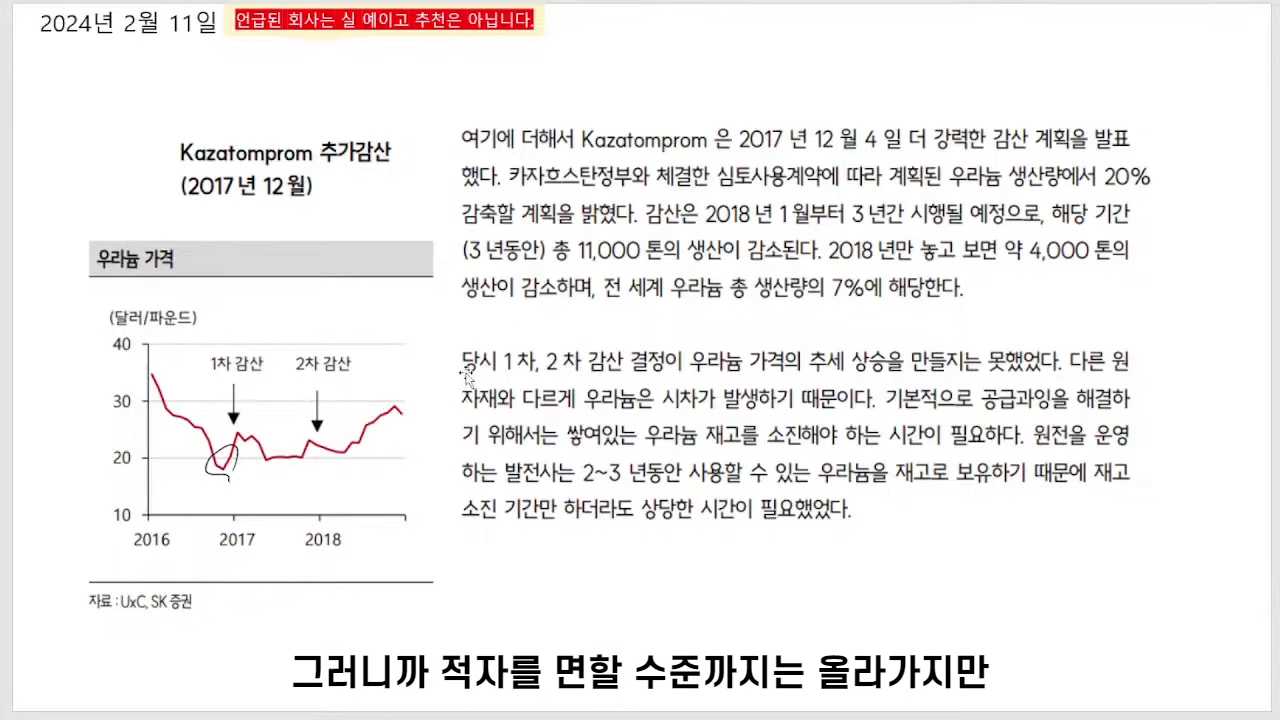 2024년 2월 11일
언급된 회사는 실 예이고 추천은 아닙니다.
Kazatomprom 추가감산
(2017년 12월)
우라늄 가격
(달러/파운드)
40
30
20
10
1차 감산
2차 감산
2016
2017
2018
자료 : UxC, SK 증권
여기에 더해서 Kazatomprom 은 2017 년 12 월 4 일 더 강력한 감산 계획을 발표
했다. 카자흐스탄정부와 체결한 심토사용계약에 따라 계획된 우라늄 생산량에서 20%
감축할 계획을 밝혔다. 감산은 2018 년 1 월부터 3 년간 시행될 예정으로, 해당 기간
(3 년동안) 총 11,000 톤의 생산이 감소된다. 2018 년만 놓고 보면 약 4,000 톤의
생산이 감소하며, 전 세계 우라늄 총 생산량의 7%에 해당한다.
당시 1 차, 2 차 감산 결정이 우라늄 가격의 추세 상승을 만들지는 못했었다. 다른 원
자재와 다르게 우라늄은 시차가 발생하기 때문이다. 기본적으로 공급과잉을 해결하
기 위해서는 쌓여있는 우라늄 재고를 소진해야 하는 시간이 필요하다. 원전을 운영
하는 발전사는 2~3 년동안 사용할 수 있는 우라늄을 재고로 보유하기 때문에 재고
소진 기간만 하더라도 상당한 시간이 필요했었다.
그러니까 적자를 면할 수준까지는 올라가지만